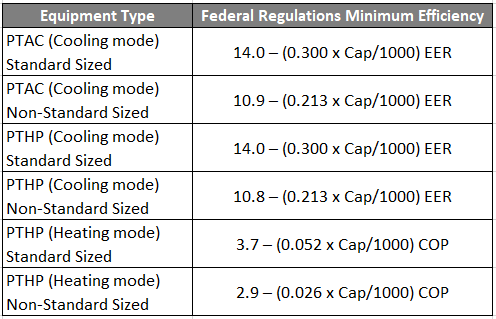 Equipment Type Federal Regulations Minimum Efficiency
PTAC (Cooling mode)
Standard Sized
14.0 – (0.300 x Cap/1000) EER
PTAC (Cooling mode)
Non-Standard Sized
10.9 – (0.213 x Cap/1000) EER
PTHP (Cooling mode)
Standard Sized
14.0 – (0.300 x Cap/1000) EER
PTHP (Cooling mode)
Non-Standard Sized
10.8 – (0.213 x Cap/1000) EER
PTHP (Heating mode)
Standard Sized
3.7 – (0.052 x Cap/1000) COP
PTHP (Heating mode)
Non-Standard Sized
2.9 – (0.026 x Cap/1000) COP